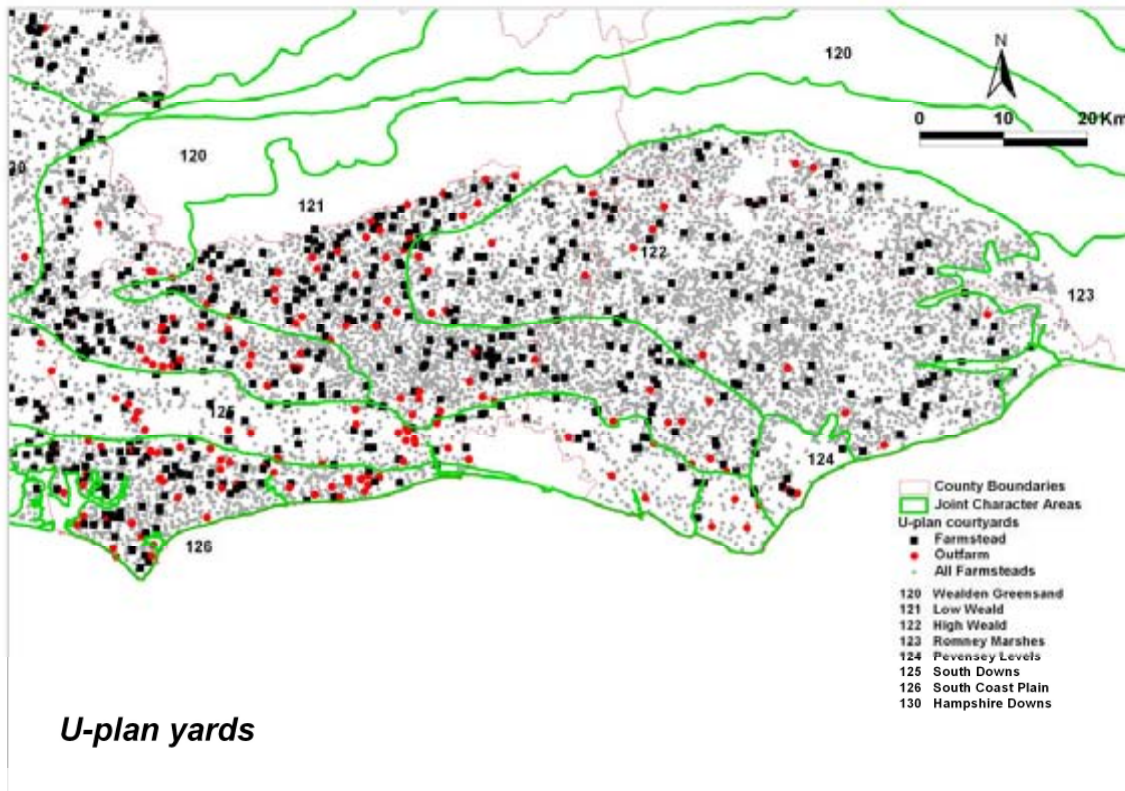 120
N
0 10 20 Km
120
30
121
122
123
125
124
126
County Boundaries
Joint Character Areas
U-plan courtyards
Farmstead
Outfarm
All Farmsteads
120 Wealden Greensand
121 Low Weald
122 High Weald
123 Romney Marshes
124 Pevensey Levels
125 South Downs
126 South Coast Plain
130 Hampshire Downs
U-plan yards